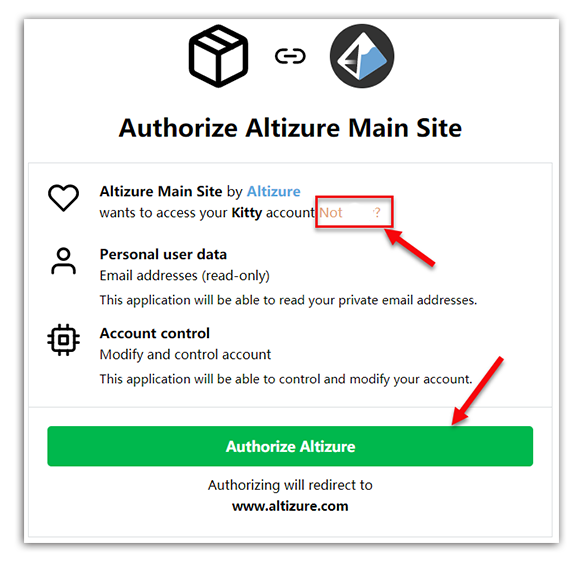 Authorize Altizure Main Site
Altizure Main Site by Altizure
wants to access your Kitty account Not ?
Personal user data
Email addresses (read-only)
This application will be able to read your private email addresses.
Account control
Modify and control account
This application will be able to control and modify your account.
Authorize Altizure
Authorizing will redirect to
www.altizure.com